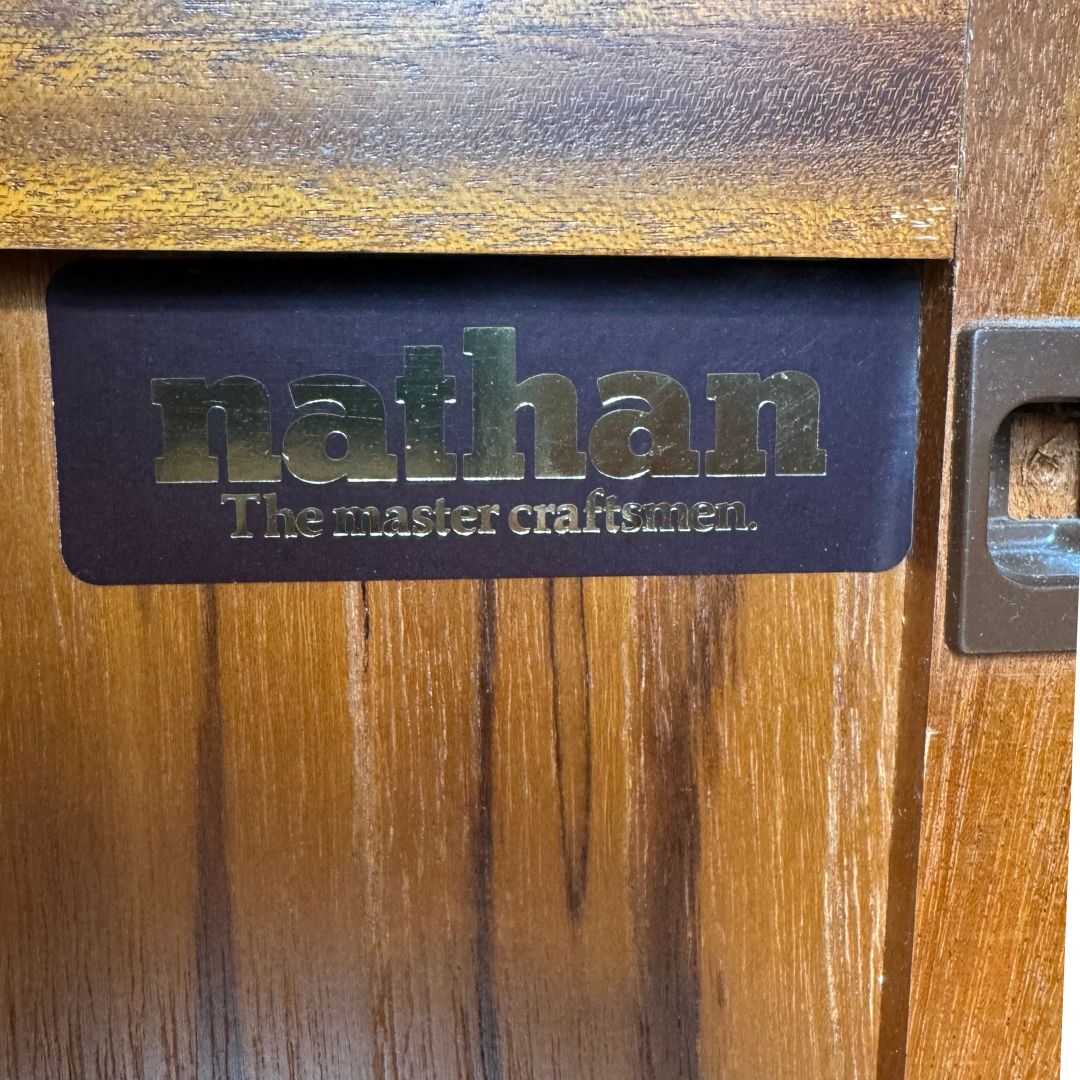 nathan
The master craftsmen.